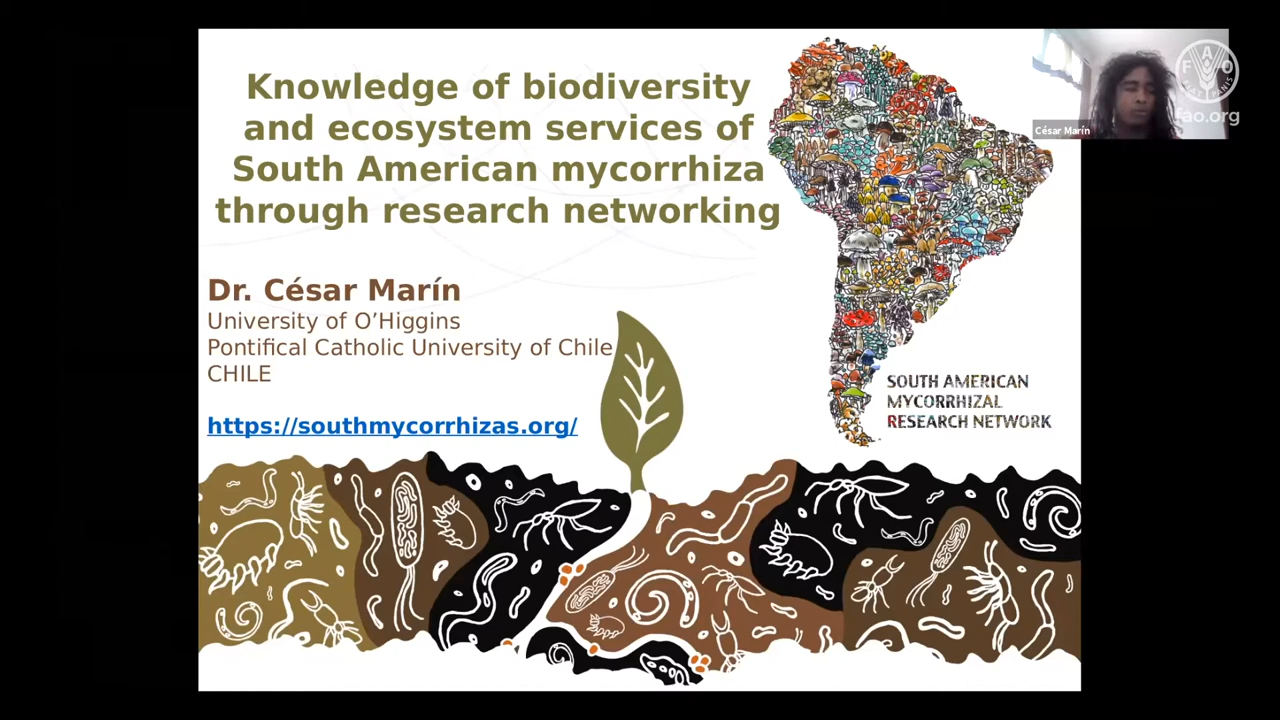 Knowledge of biodiversity
and ecosystem services of
South American mycorrhiza
through research networking
Dr. César Marín
University of O’Higgins
Pontifical Catholic University of Chile
CHILE
https://southmycorrhizas.org/
SOUTH AMERICAN
MYCORRHIZAL
RESEARCH NETWORK
César Marín
F A O
fao.org